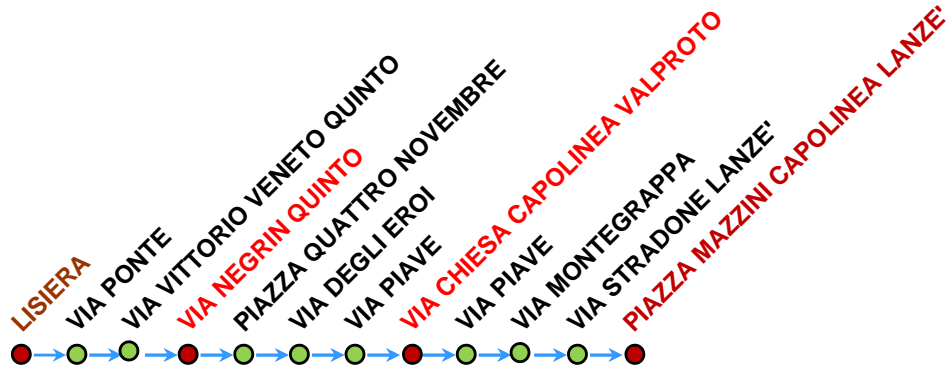 LISIERA
VIA PONTE
VIA VITTORIO VENETO QUINTO
VIA NEGRIN QUINTO
PIAZZA QUATTRO NOVEMBRE
VIA DEGLI EROI
VIA PIAVE
VIA CHIESA CAPOLINEA VALPROTO
VIA PIAVE
VIA MONTEGRAPPA
VIA STRADONE LANZE'
PIAZZA MAZZINI CAPOLINEA LANZE'